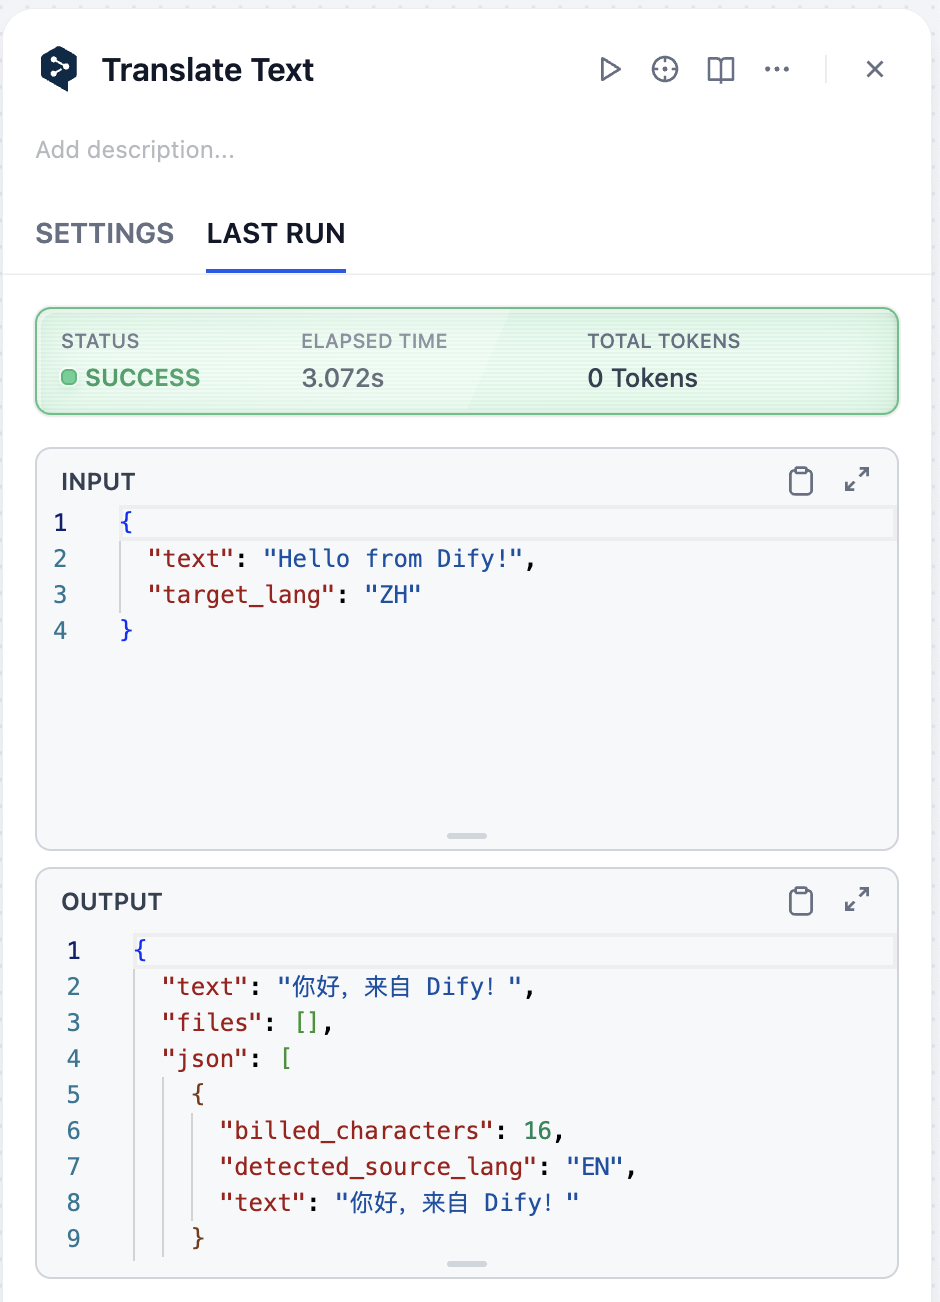 Translate Text
Add description...
SETTINGS LAST RUN
STATUS ELAPSED TIME TOTAL TOKENS
SUCCESS 3.072s 0 Tokens
INPUT
1 {
2 "text": "Hello from Dify!",
3 "target_lang": "ZH"
4 }
OUTPUT
1 {
2 "text": "你好，来自 Dify！",
3 "files": [],
4 "json": [
5 {
6 "billed_characters": 16,
7 "detected_source_lang": "EN",
8 "text": "你好，来自 Dify！"
9 }